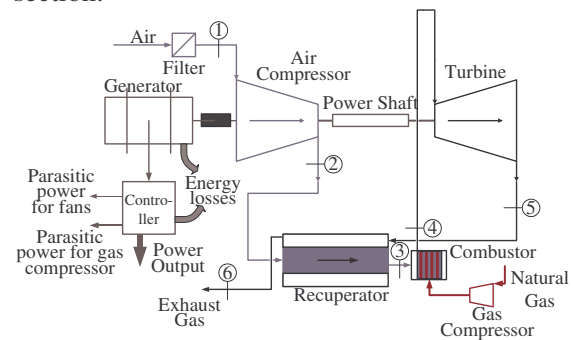 section.
Air
1
Filter
Air
Compressor
Turbine
Generator
Power Shaft
2
Parasitic
power
for fans
Contro-
ller
Energy
losses
5
Parasitic
power for gas
compressor
Power
Output
4
3
Combustor
6
Exhaust
Gas
Recuperator
Natural
Gas
Gas
Compressor